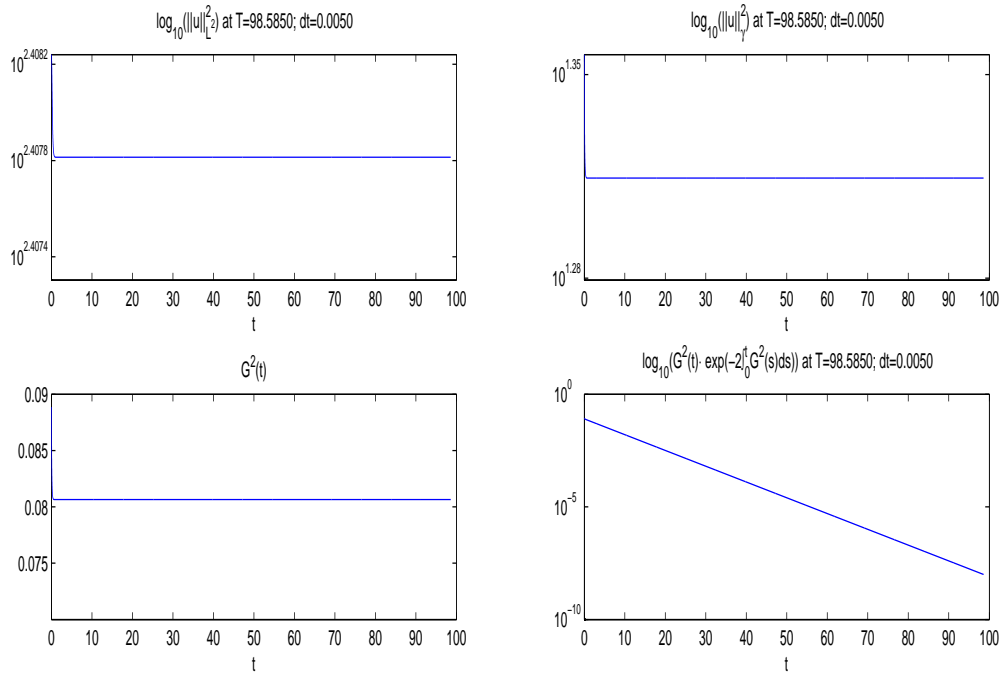 log₁₀(||u||²_L²) at T=98.5850; dt=0.0050
10^2.4082
10^2.4078
10^2.4074
0 10 20 30 40 50 60 70 80 90 100
t
log₁₀(||u||²_γ) at T=98.5850; dt=0.0050
10^1.35
10^1.28
0 10 20 30 40 50 60 70 80 90 100
t
G²(t)
0.09
0.085
0.08
0.075
0 10 20 30 40 50 60 70 80 90 100
t
log₁₀(G²(t)· exp(−2∫₀ᵗG²(s)ds)) at T=98.5850; dt=0.0050
10^0
10^−5
10^−10
0 10 20 30 40 50 60 70 80 90 100
t